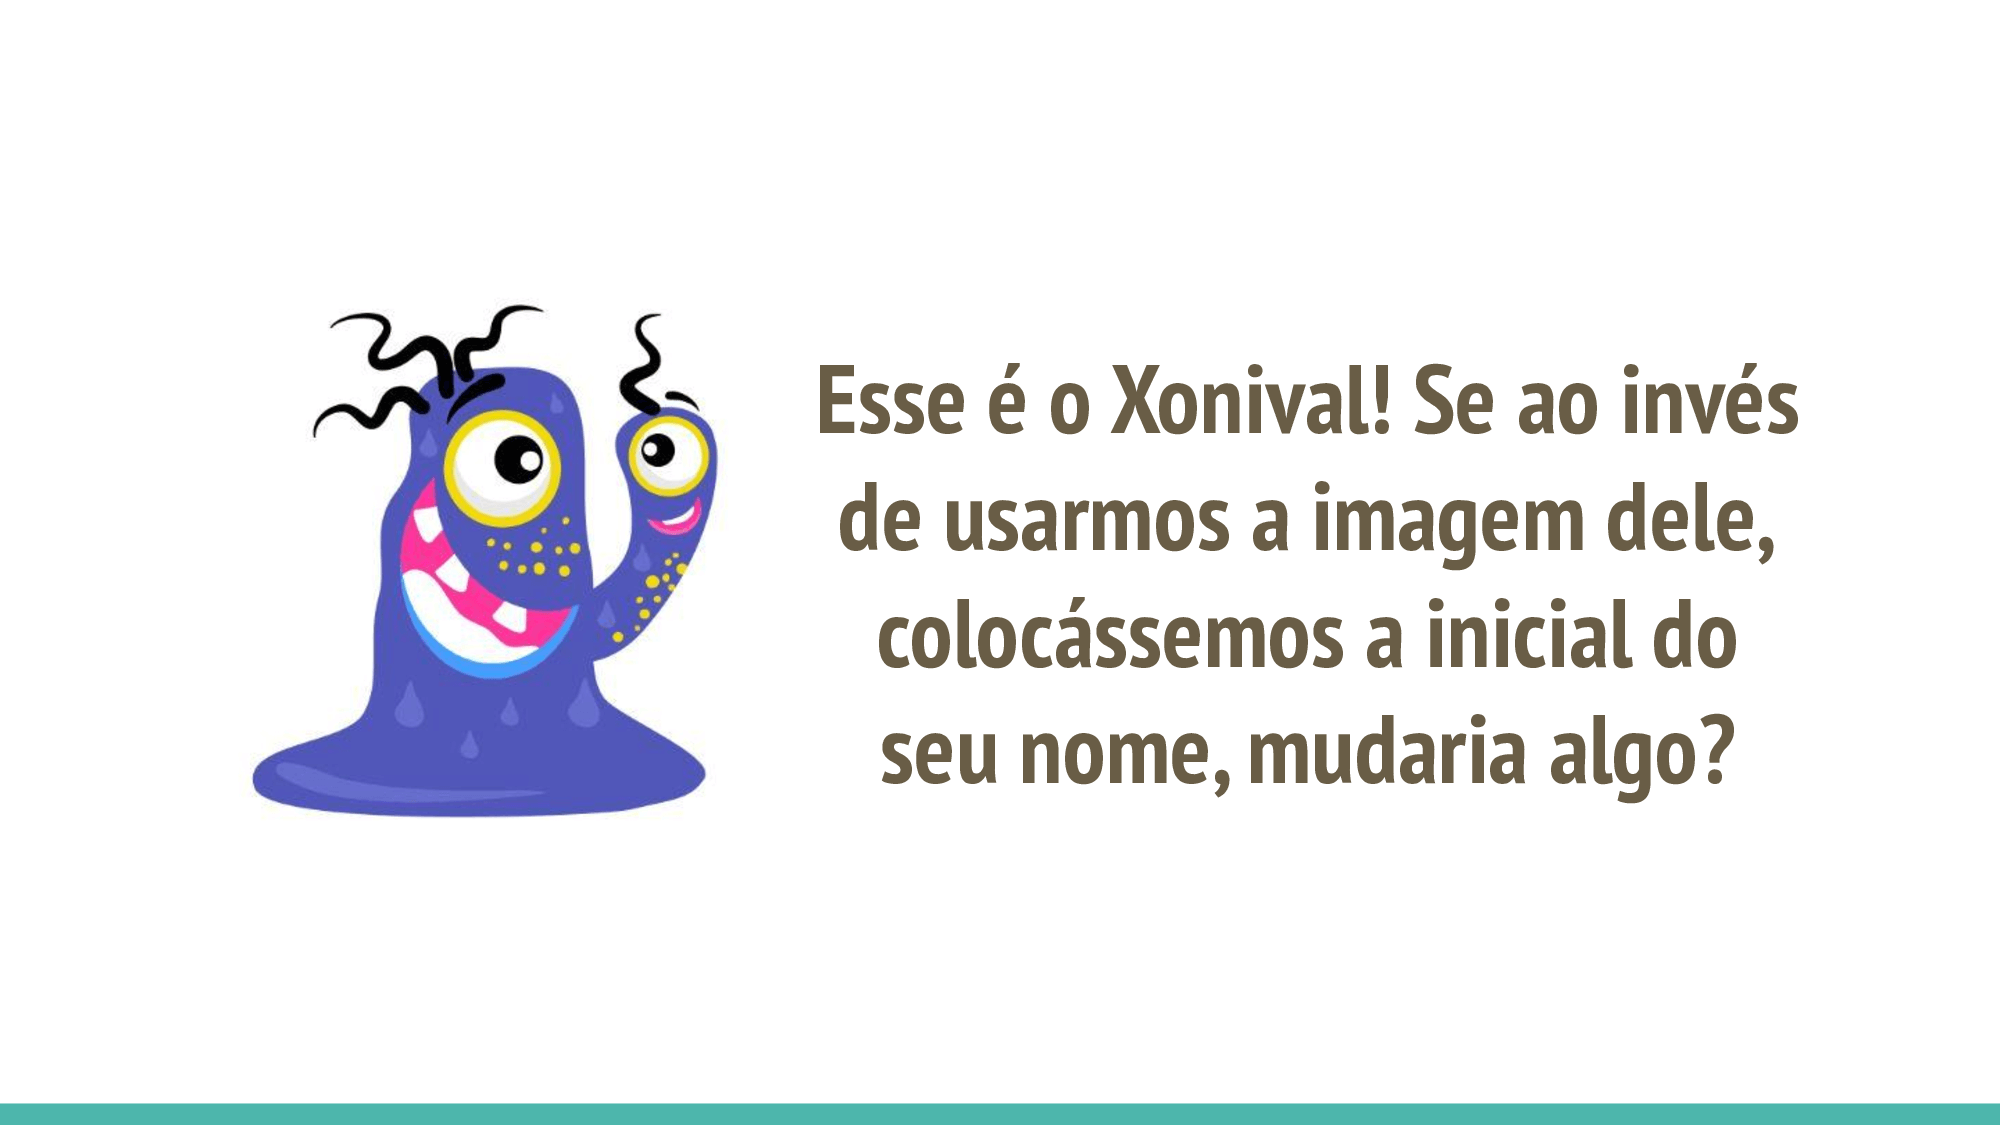 Esse é o Xonival! Se ao invés
de usarmos a imagem dele,
colocássemos a inicial do
seu nome, mudaria algo?